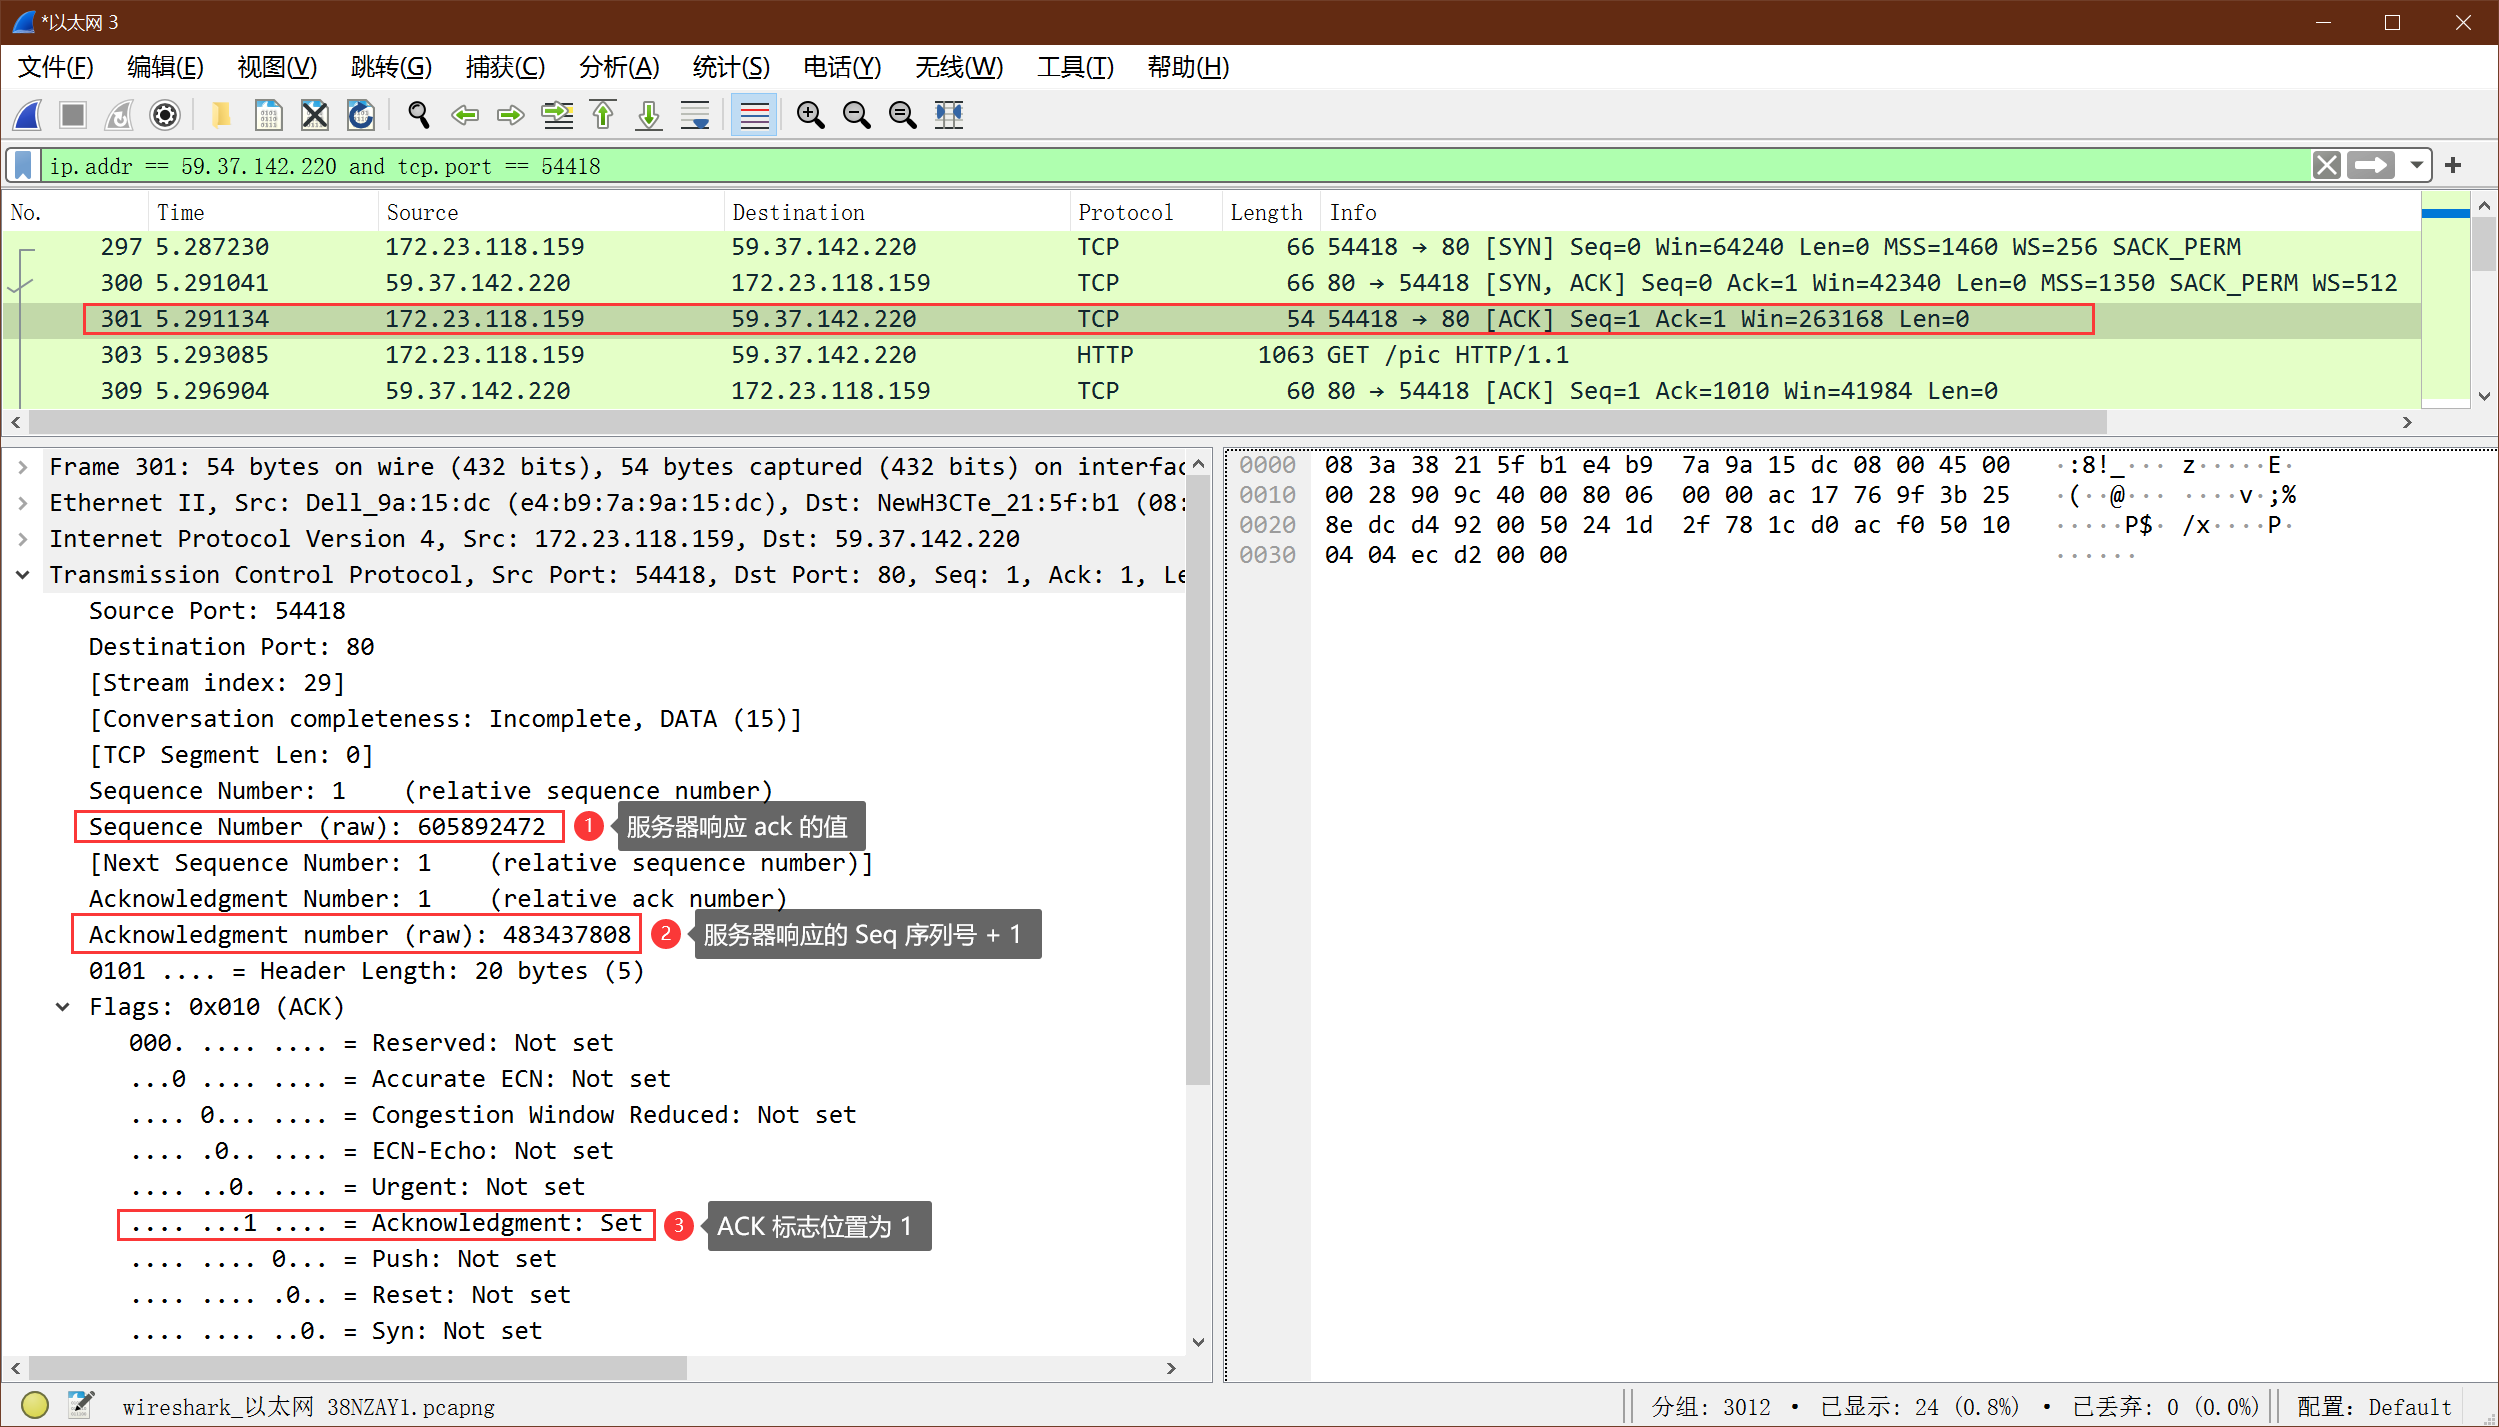 *以太网 3
文件(F) 编辑(E) 视图(V) 跳转(G) 捕获(C) 分析(A) 统计(S) 电话(Y) 无线(W) 工具(T) 帮助(H)
ip.addr == 59.37.142.220 and tcp.port == 54418
No. Time Source Destination Protocol Length Info
297 5.287230 172.23.118.159 59.37.142.220 TCP 66 54418 → 80 [SYN] Seq=0 Win=64240 Len=0 MSS=1460 WS=256 SACK_PERM
300 5.291041 59.37.142.220 172.23.118.159 TCP 66 80 → 54418 [SYN, ACK] Seq=0 Ack=1 Win=42340 Len=0 MSS=1350 SACK_PERM WS=512
301 5.291134 172.23.118.159 59.37.142.220 TCP 54 54418 → 80 [ACK] Seq=1 Ack=1 Win=263168 Len=0
303 5.293085 172.23.118.159 59.37.142.220 HTTP 1063 GET /pic HTTP/1.1
309 5.296904 59.37.142.220 172.23.118.159 TCP 60 80 → 54418 [ACK] Seq=1 Ack=1010 Win=41984 Len=0
Frame 301: 54 bytes on wire (432 bits), 54 bytes captured (432 bits) on interfac
Ethernet II, Src: Dell_9a:15:dc (e4:b9:7a:9a:15:dc), Dst: NewH3CTe_21:5f:b1 (08:
Internet Protocol Version 4, Src: 172.23.118.159, Dst: 59.37.142.220
Transmission Control Protocol, Src Port: 54418, Dst Port: 80, Seq: 1, Ack: 1, Le
Source Port: 54418
Destination Port: 80
[Stream index: 29]
[Conversation completeness: Incomplete, DATA (15)]
[TCP Segment Len: 0]
Sequence Number: 1 (relative sequence number)
Sequence Number (raw): 605892472 1 服务器响应 ack 的值
[Next Sequence Number: 1 (relative sequence number)]
Acknowledgment Number: 1 (relative ack number)
Acknowledgment number (raw): 483437808 2 服务器响应的 Seq 序列号 + 1
0101 .... = Header Length: 20 bytes (5)
Flags: 0x010 (ACK)
000. .... .... = Reserved: Not set
...0 .... .... = Accurate ECN: Not set
.... 0... .... = Congestion Window Reduced: Not set
.... .0.. .... = ECN-Echo: Not set
.... ..0. .... = Urgent: Not set
.... ...1 .... = Acknowledgment: Set 3 ACK 标志位置为 1
.... .... 0... = Push: Not set
.... .... .0.. = Reset: Not set
.... .... ..0. = Syn: Not set
0000 08 3a 38 21 5f b1 e4 b9 7a 9a 15 dc 08 00 45 00 ·:8!_··· z·····E·
0010 00 28 90 9c 40 00 80 06 00 00 ac 17 76 9f 3b 25 ·(··@··· ····v·;%
0020 8e dc d4 92 00 50 24 1d 2f 78 1c d0 ac f0 50 10 ·····P$· /x····P·
0030 04 04 ec d2 00 00 ······
wireshark_以太网 38NZAY1.pcapng
分组: 3012 · 已显示: 24 (0.8%) · 已丢弃: 0 (0.0%)
配置: Default